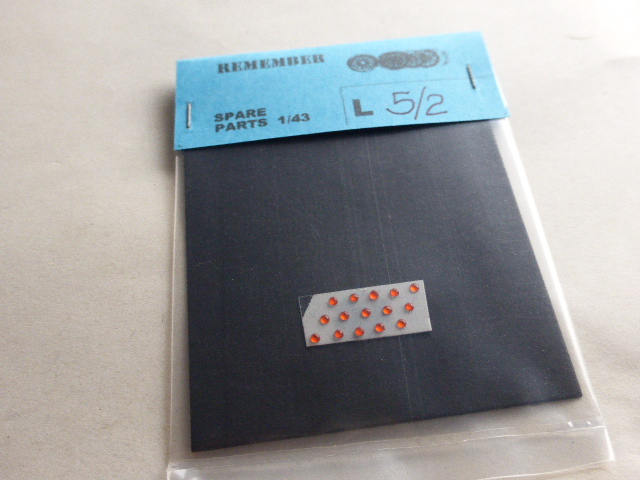 REMEMBER
SPARE
PARTS 1/43
L 5/2